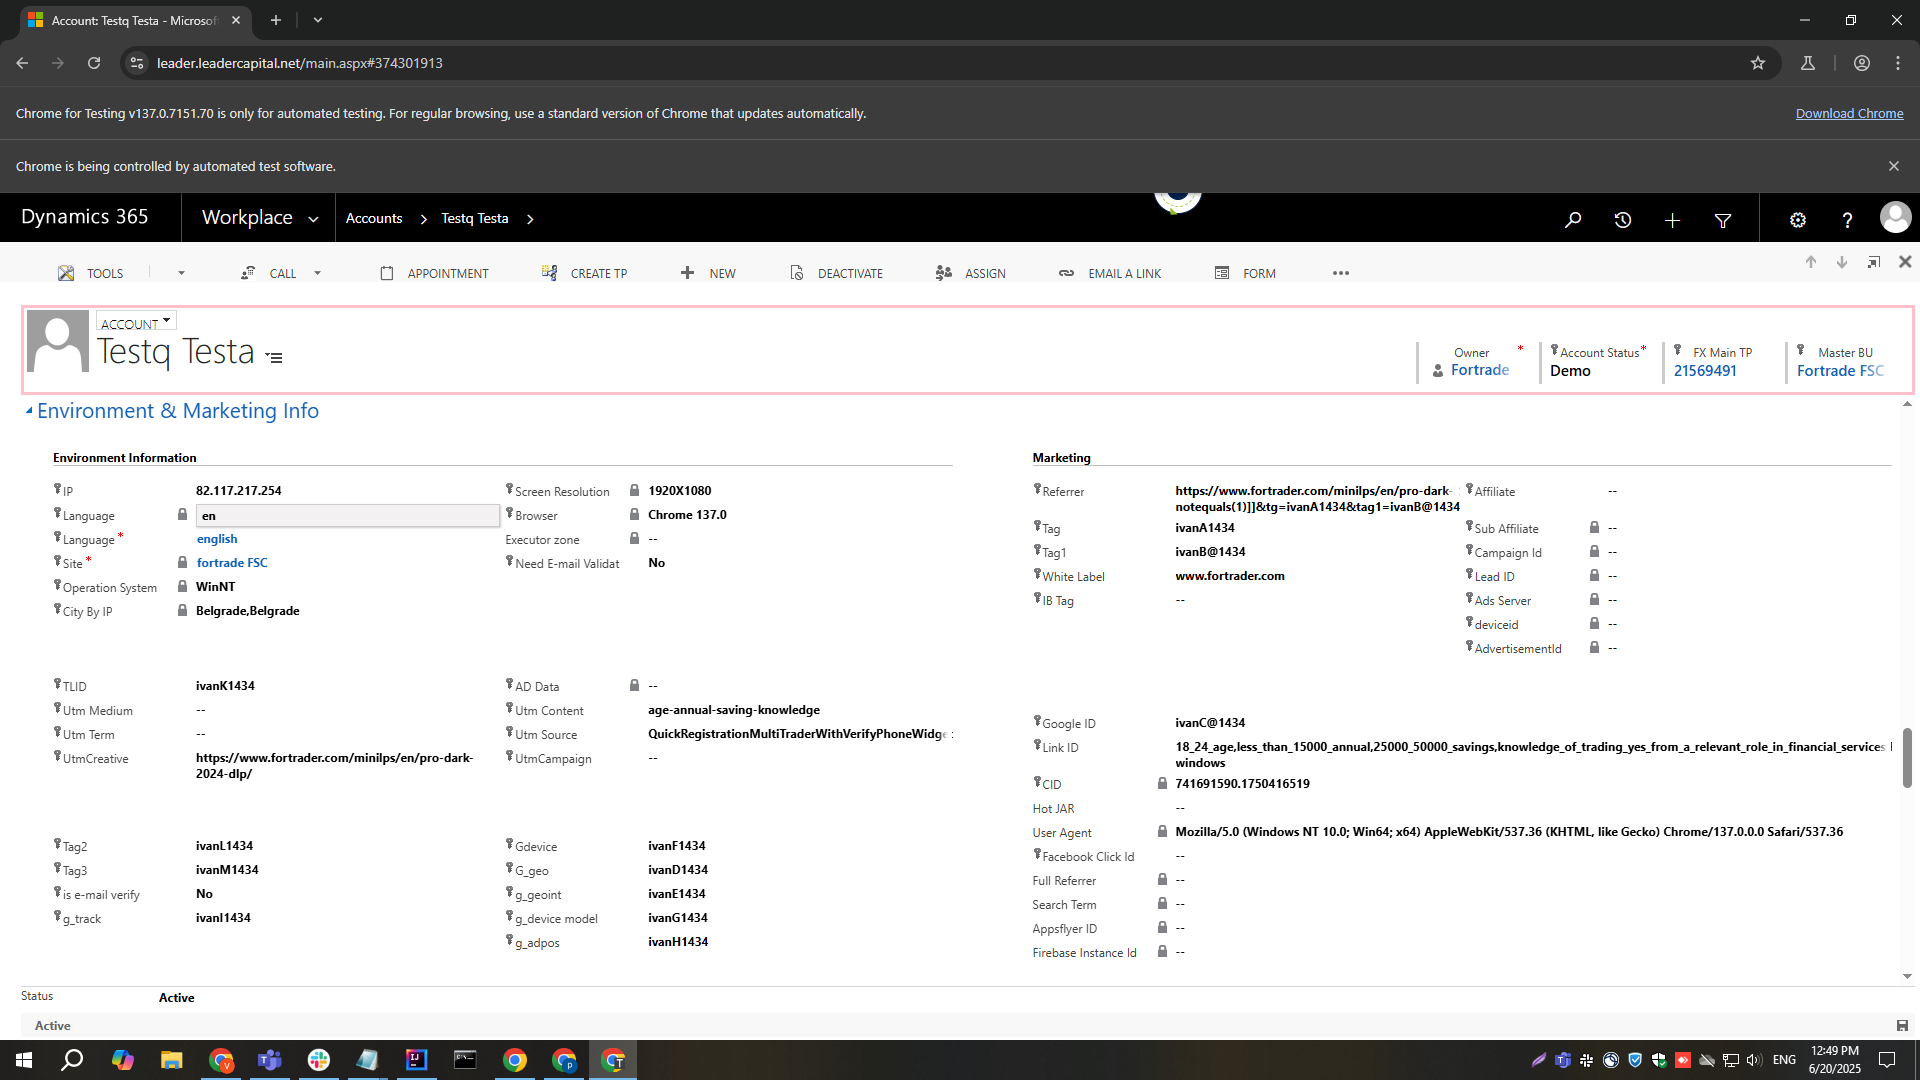 Account: Testq Testa - Microsof
leader.leadercapital.net/main.aspx#374301913
Chrome for Testing v137.0.7151.70 is only for automated testing. For regular browsing, use a standard version of Chrome that updates automatically.
Download Chrome
Chrome is being controlled by automated test software.
Dynamics 365
Workplace
Accounts
Testq Testa
TOOLS
CALL
APPOINTMENT
CREATE TP
NEW
DEACTIVATE
ASSIGN
EMAIL A LINK
FORM
ACCOUNT
Testq Testa
Owner *
Fortrade
Account Status*
Demo
FX Main TP
21569491
Master BU
Fortrade FSC
Environment & Marketing Info
Environment Information
IP 82.117.217.254
Language en
Language* english
Site* fortrade FSC
Operation System WinNT
City By IP Belgrade,Belgrade
Screen Resolution 1920X1080
Browser Chrome 137.0
Executor zone --
Need E-mail Validat No
TLID ivanK1434
Utm Medium --
Utm Term --
UtmCreative https://www.fortrader.com/minilps/en/pro-dark-
2024-dlp/
AD Data --
Utm Content age-annual-saving-knowledge
Utm Source QuickRegistrationMultiTraderWithVerifyPhoneWidge
UtmCampaign --
Tag2 ivanL1434
Tag3 ivanM1434
is e-mail verify No
g_track ivanI1434
Gdevice ivanF1434
G_geo ivanD1434
g_geoint ivanE1434
g_device model ivanG1434
g_adpos ivanH1434
Marketing
Referrer https://www.fortrader.com/minilps/en/pro-dark-
notequals(1)]]&tg=ivanA1434&tag1=ivanB@1434
Tag ivanA1434
Tag1 ivanB@1434
White Label www.fortrader.com
IB Tag --
Affiliate --
Sub Affiliate --
Campaign Id --
Lead ID --
Ads Server --
deviceid --
AdvertisementId --
Google ID ivanC@1434
Link ID 18_24_age,less_than_15000_annual,25000_50000_savings,knowledge_of_trading_yes_from_a_relevant_role_in_financial_services
windows
CID 741691590.1750416519
Hot JAR --
User Agent Mozilla/5.0 (Windows NT 10.0; Win64; x64) AppleWebKit/537.36 (KHTML, like Gecko) Chrome/137.0.0.0 Safari/537.36
Facebook Click Id --
Full Referrer --
Search Term --
Appsflyer ID --
Firebase Instance Id --
Status Active
Active
ENG
12:49 PM
6/20/2025